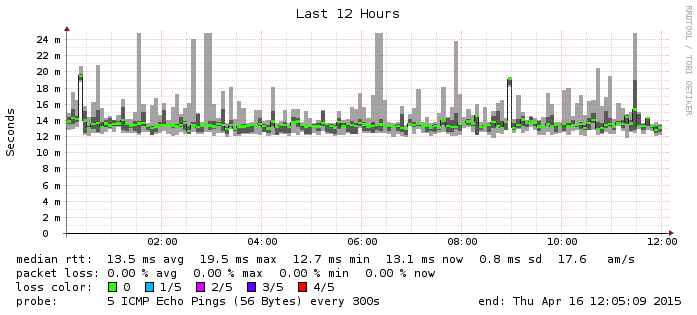 Last 12 Hours
RRDTOOL / TOBI OETIKER
Seconds
24 m
22 m
20 m
18 m
16 m
14 m
12 m
10 m
8 m
6 m
4 m
2 m
0
02:00 04:00 06:00 08:00 10:00 12:00
median rtt: 13.5 ms avg 19.5 ms max 12.7 ms min 13.1 ms now 0.8 ms sd 17.6 am/s
packet loss: 0.00 % avg 0.00 % max 0.00 % min 0.00 % now
loss color: 0 1/5 2/5 3/5 4/5
probe: 5 ICMP Echo Pings (56 Bytes) every 300s end: Thu Apr 16 12:05:09 2015